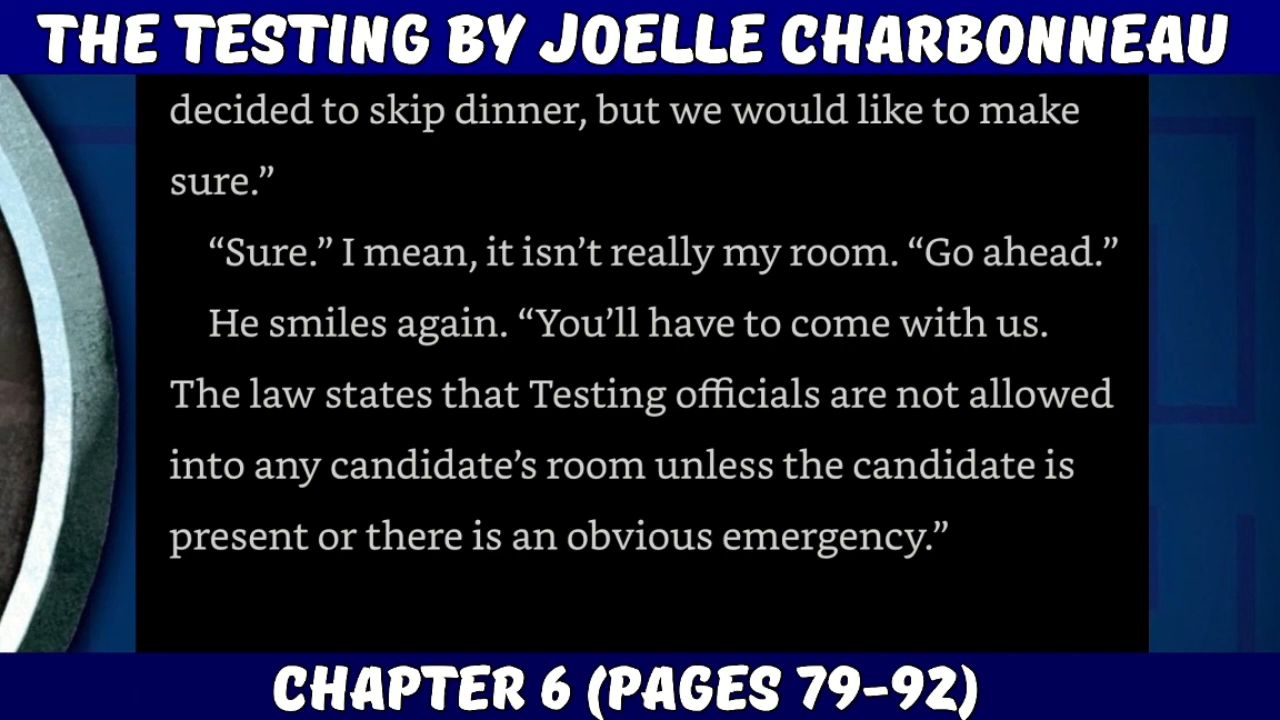 THE TESTING BY JOELLE CHARBONNEAU
decided to skip dinner, but we would like to make
sure.”
“Sure.” I mean, it isn’t really my room. “Go ahead.”
He smiles again. “You’ll have to come with us.
The law states that Testing officials are not allowed
into any candidate’s room unless the candidate is
present or there is an obvious emergency.”
CHAPTER 6 (PAGES 79-92)